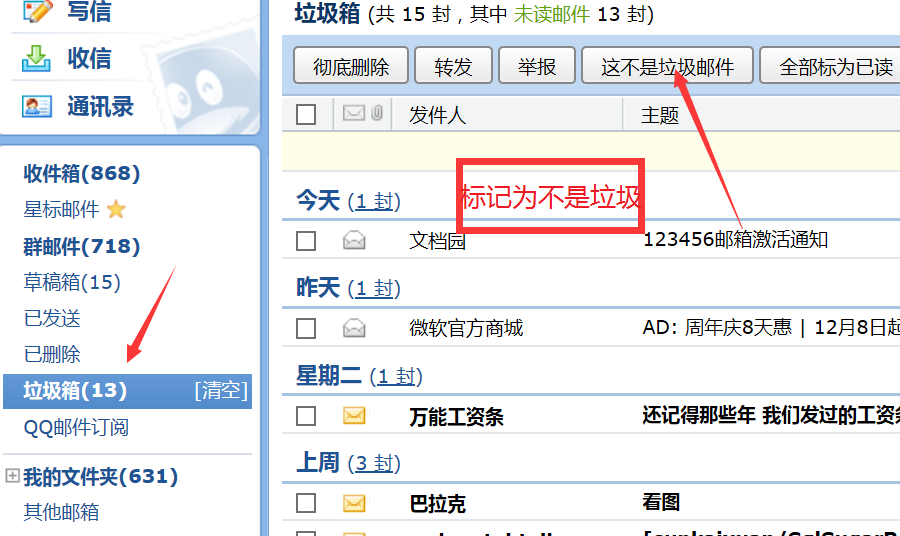 写信
收信
通讯录
收件箱(868)
星标邮件
群邮件(718)
草稿箱(15)
已发送
已删除
垃圾箱(13) [清空]
QQ邮件订阅
我的文件夹(631)
其他邮箱
垃圾箱 (共 15 封，其中 未读邮件 13 封)
彻底删除 转发 举报 这不是垃圾邮件 全部标为已读
发件人 主题
标记为不是垃圾
今天 (1 封)
文档园 123456邮箱激活通知
昨天 (1 封)
微软官方商城 AD: 周年庆8天惠 | 12月8日起
星期二 (1 封)
万能工资条 还记得那些年 我们发过的工资
上周 (3 封)
巴拉克 看图